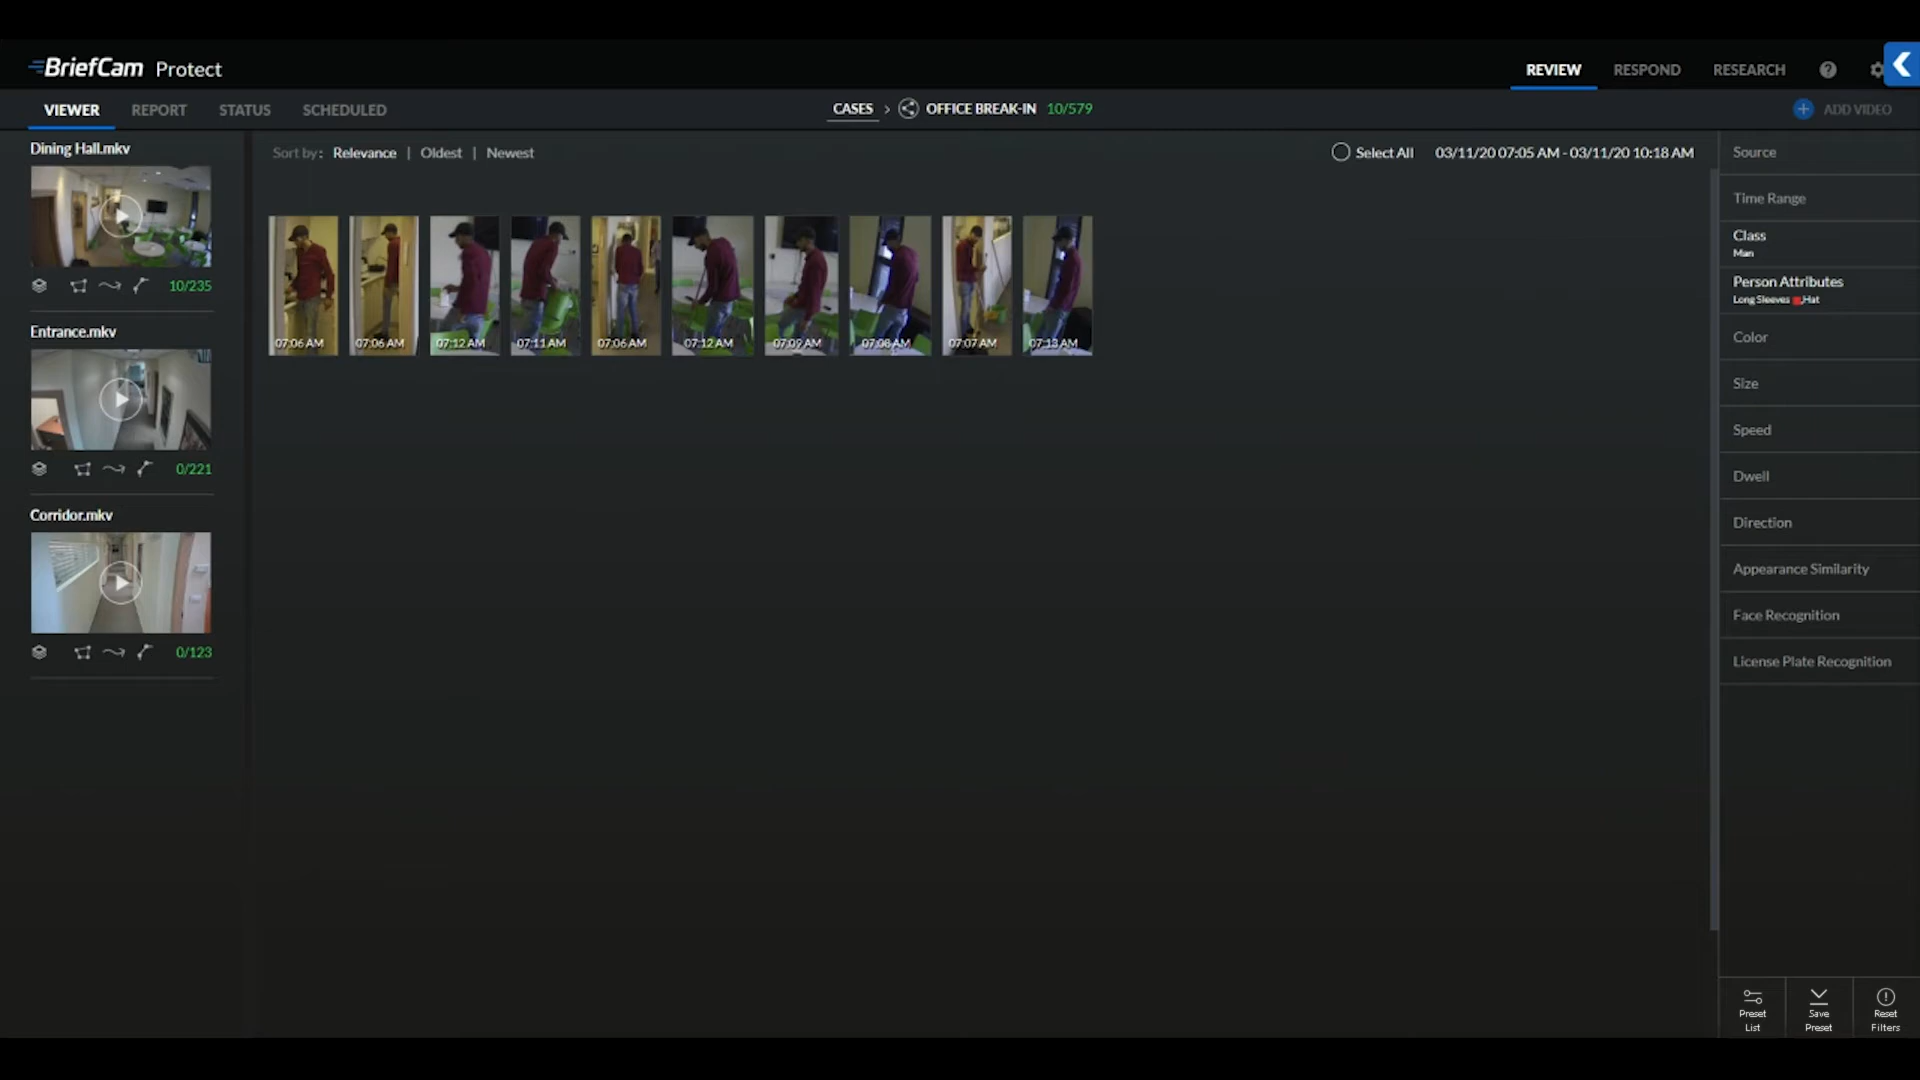 BriefCam Protect
REVIEW RESPOND RESEARCH ?
VIEWER REPORT STATUS SCHEDULED
CASES > OFFICE BREAK-IN 10/579
+ ADD VIDEO
Dining Hall.mkv
10/235
Entrance.mkv
0/221
Corridor.mkv
0/123
Sort by: Relevance | Oldest | Newest
Select All 03/11/20 07:05 AM - 03/11/20 10:18 AM
07:06 AM 07:06 AM 07:12 AM 07:11 AM 07:06 AM 07:12 AM 07:09 AM 07:08 AM 07:07 AM 07:13 AM
Source
Time Range
Class
Man
Person Attributes
Long Sleeves ,Hat
Color
Size
Speed
Dwell
Direction
Appearance Similarity
Face Recognition
License Plate Recognition
Preset List
Save Preset
Reset Filters